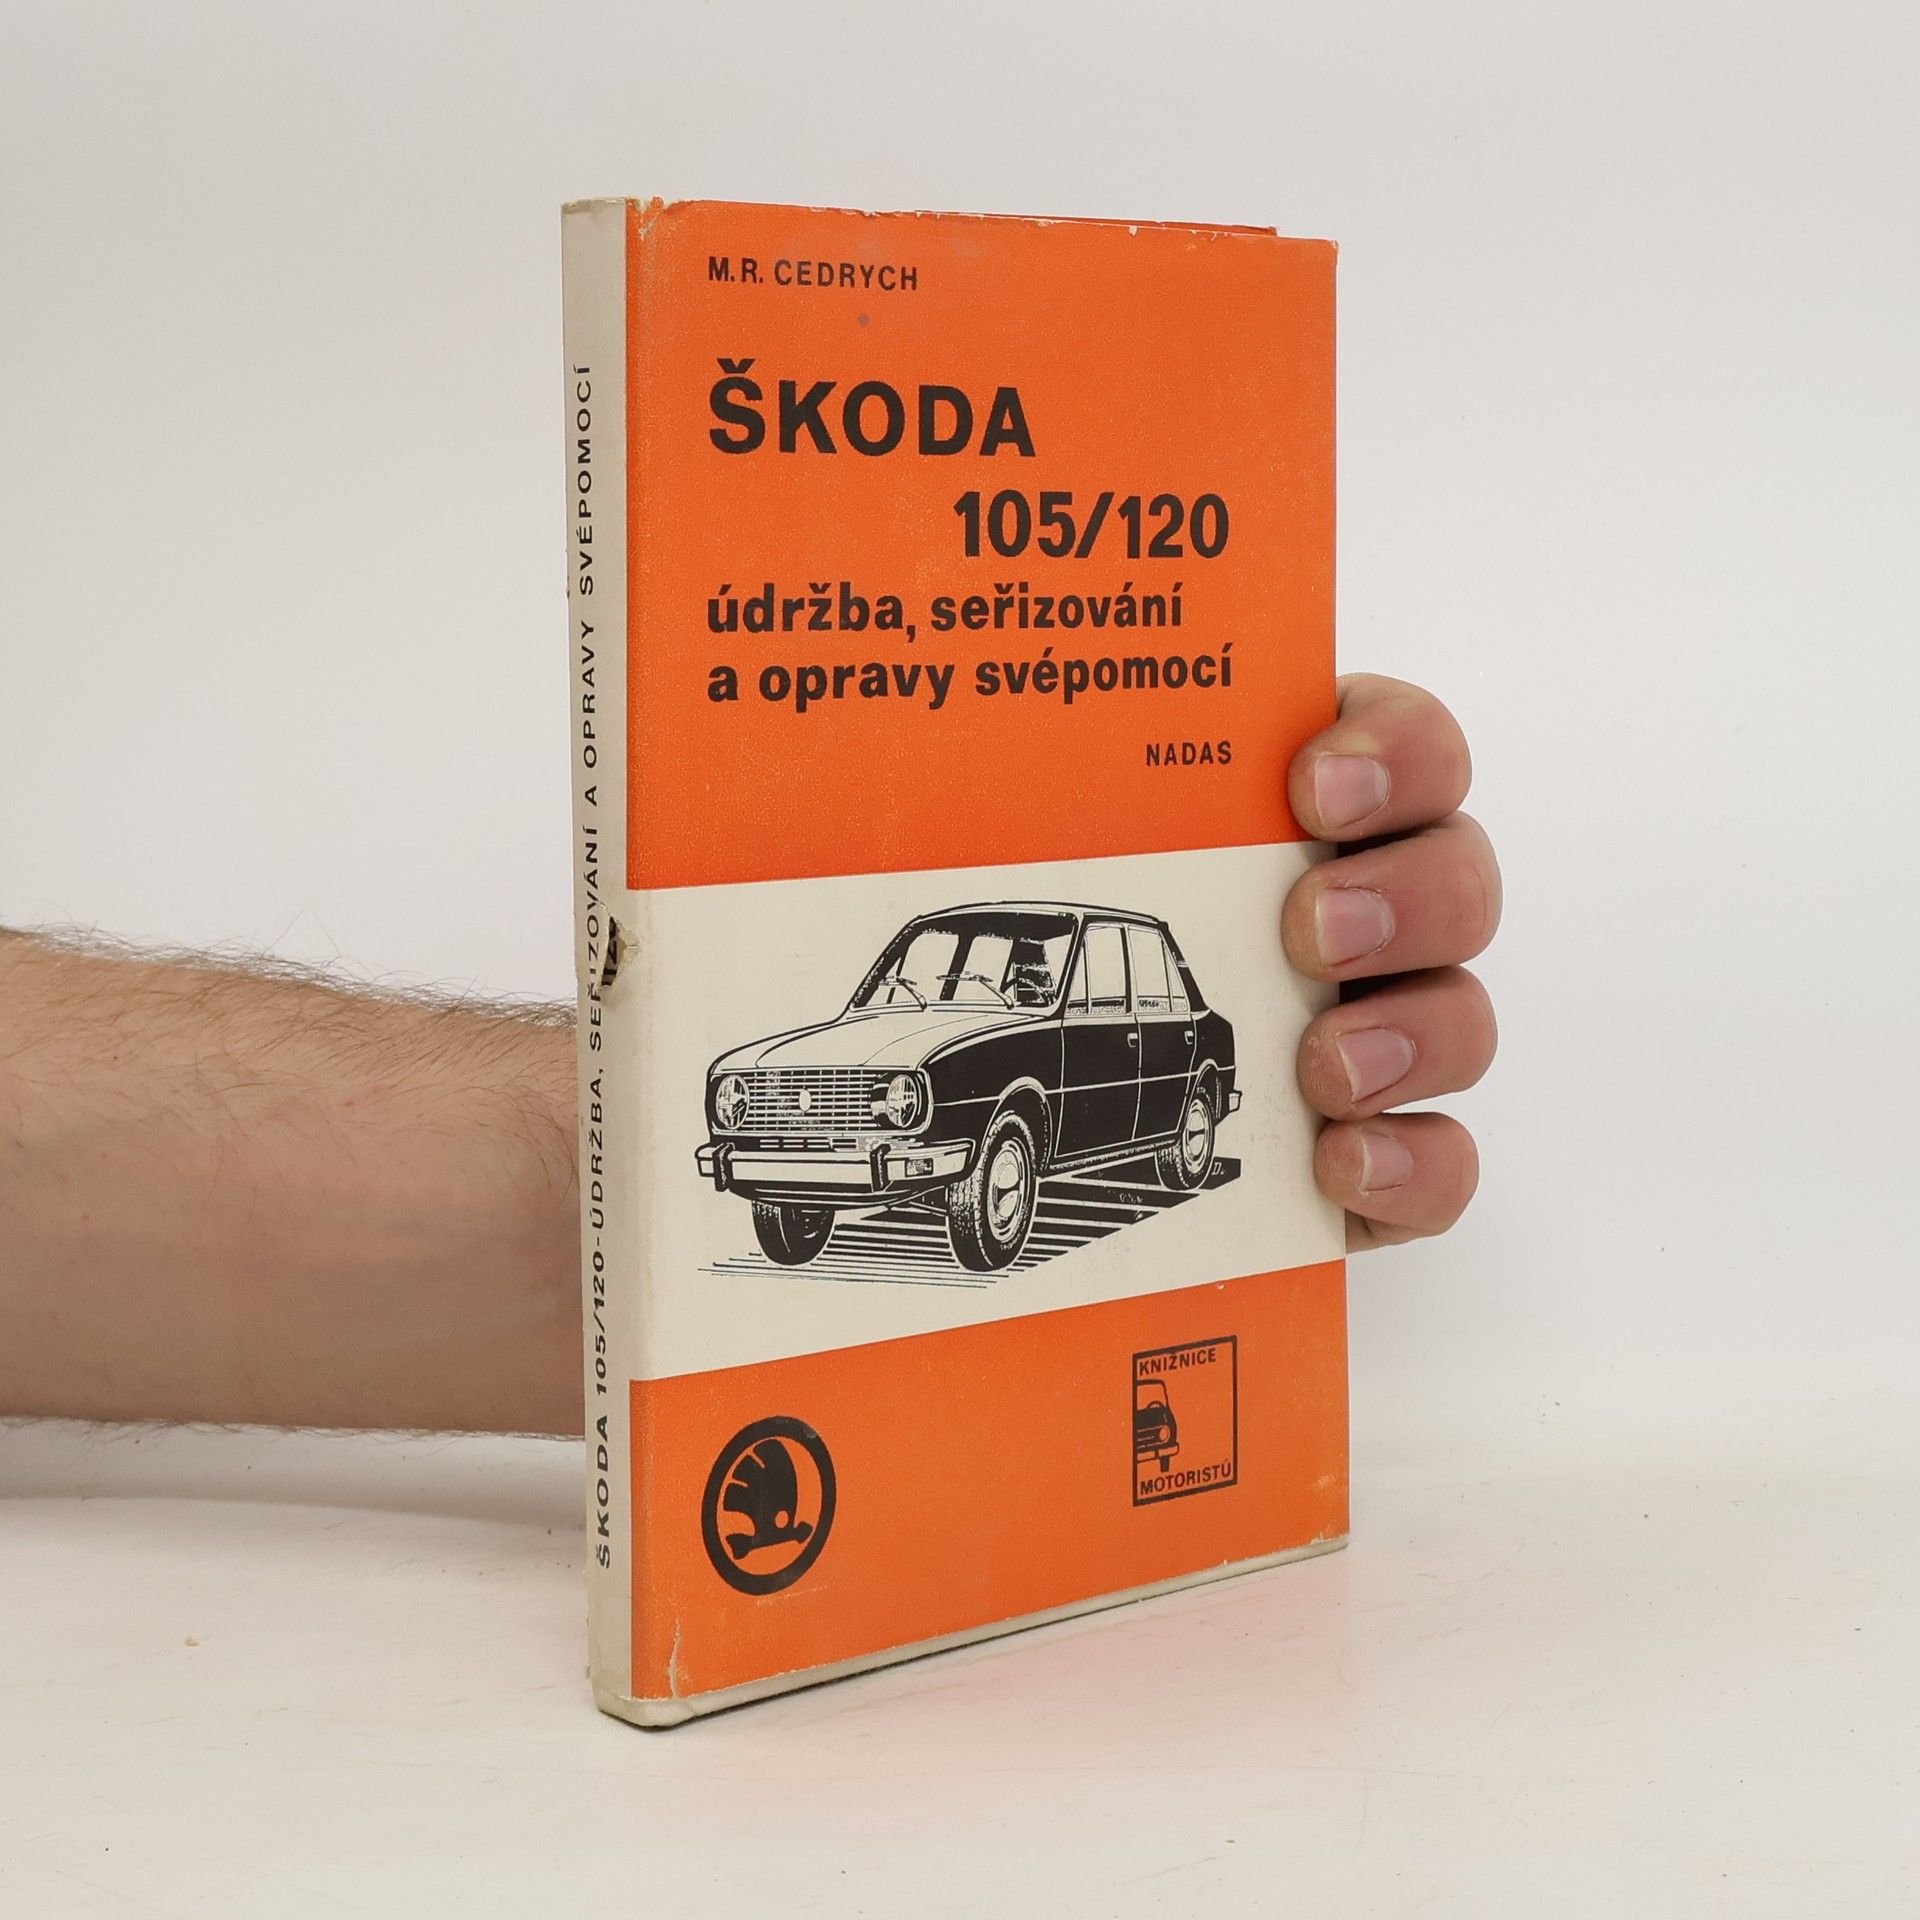 M.R. CEDRYCH
ŠKODA
105/120
údržba, seřizování
a opravy svépomocí
NADAS
KNIŽNICE
MOTORISTŮ
ŠKODA 105/120-ÚDRŽBA, SEŘIZOVÁNÍ A OPRAVY SVÉPOMOCÍ